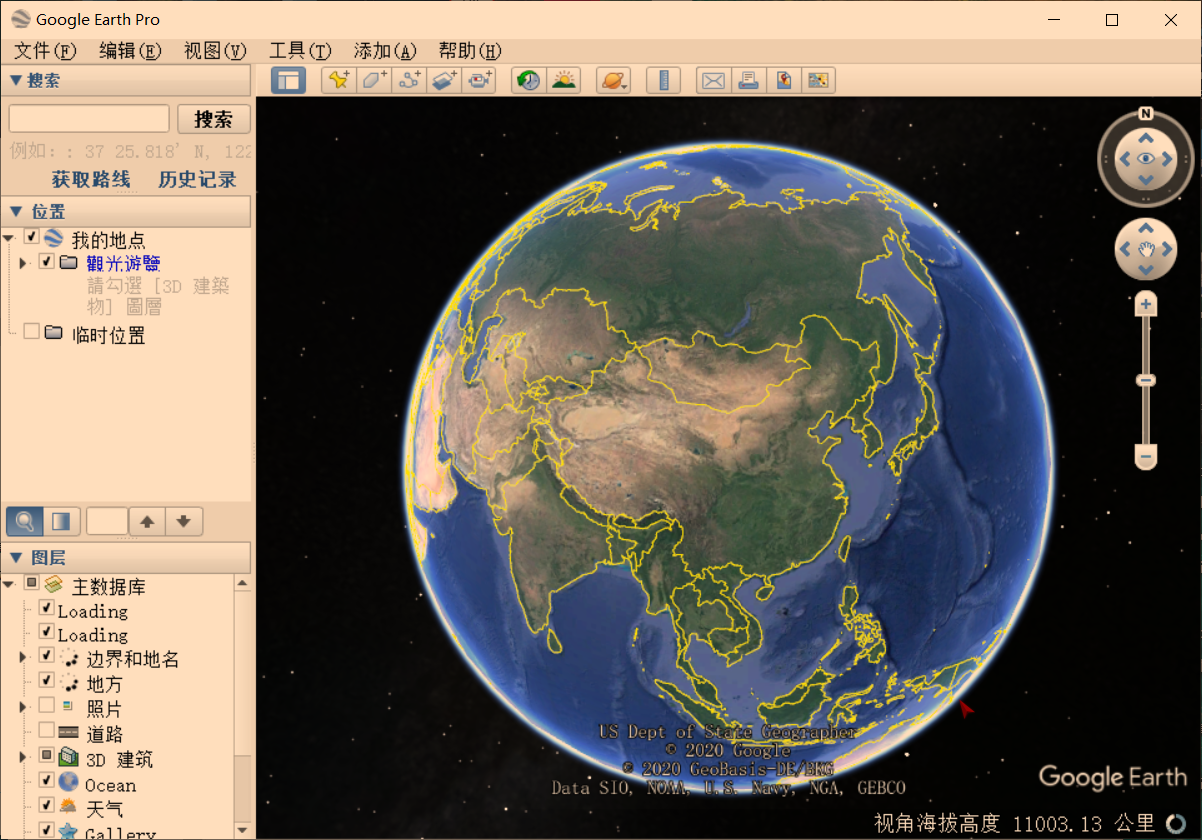 Google Earth Pro
文件(F) 编辑(E) 视图(V) 工具(T) 添加(A) 帮助(H)
搜索
搜索
例如: : 37 25.818' N, 122
获取路线 历史记录
位置
我的地点
觀光游覽
請勾選 [3D 建築
物] 圖層
临时位置
图层
主数据库
Loading
Loading
边界和地名
地方
照片
道路
3D 建筑
Ocean
天气
Gallery
N
US Dept of State Geographer
© 2020 Google
© 2020 GeoBasis-DE/BKG
Data SIO, NOAA, U.S. Navy, NGA, GEBCO
Google Earth
视角海拔高度 11003.13 公里